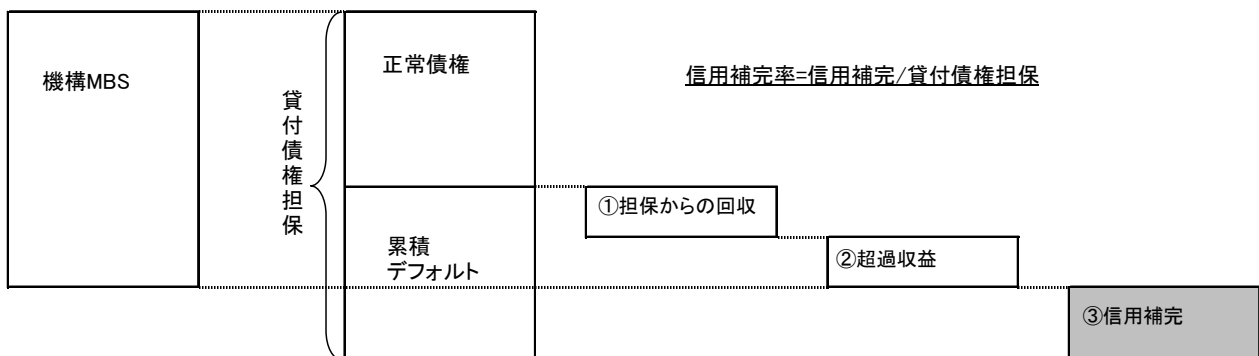 機構MBS
貸付債権担保
正常債権
信用補完率=信用補完/貸付債権担保
累積
デフォルト
①担保からの回収
②超過収益
③信用補完